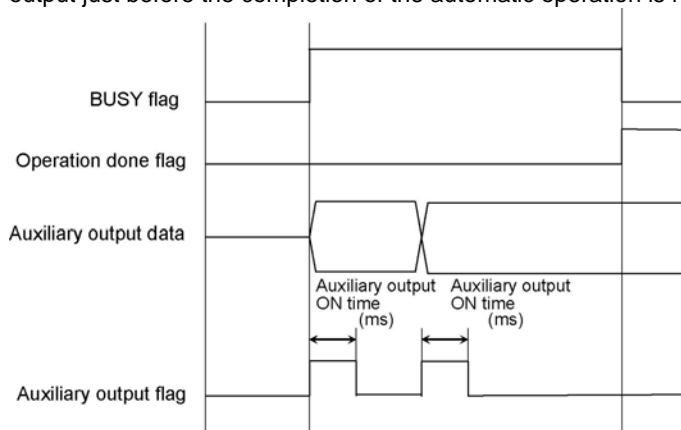 output just before the completion of the automatic operation is
BUSY flag
Operation done flag
Auxiliary output data
Auxiliary output Auxiliary output
ON time ON time
(ms) (ms)
Auxiliary output flag